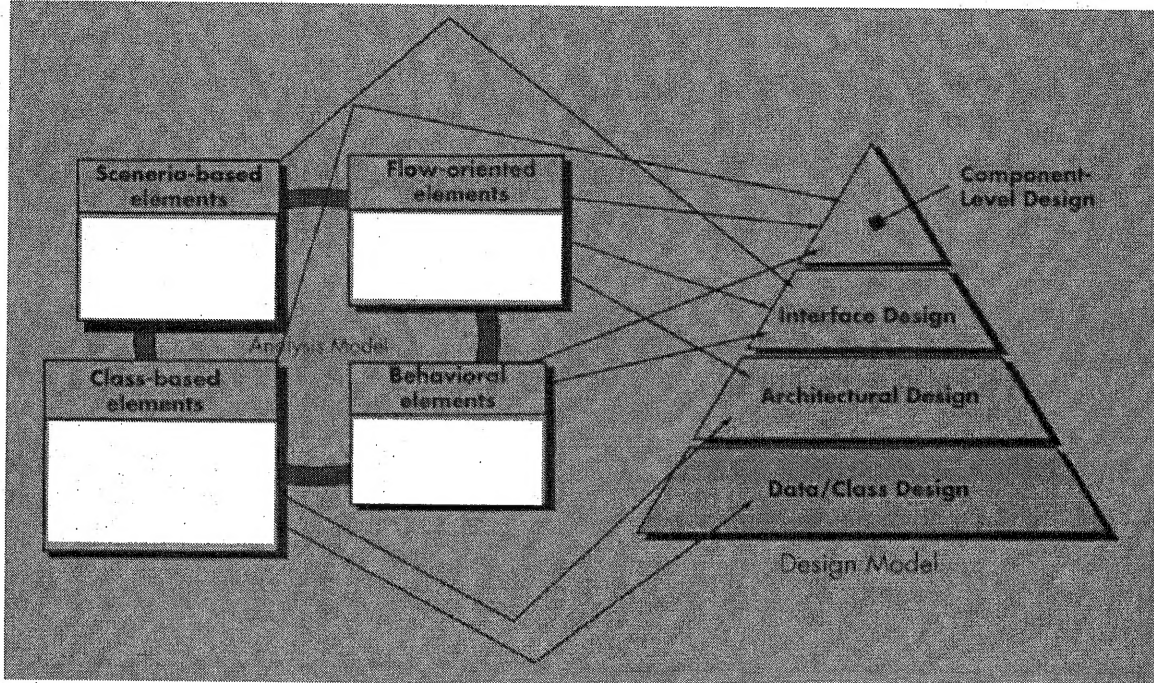 Scenerio-based
elements
Flow-oriented
elements
Analysis Model
Class-based
elements
Behavioral
elements
Component-
Level Design
Interface Design
Architectural Design
Data/Class Design
Design Model